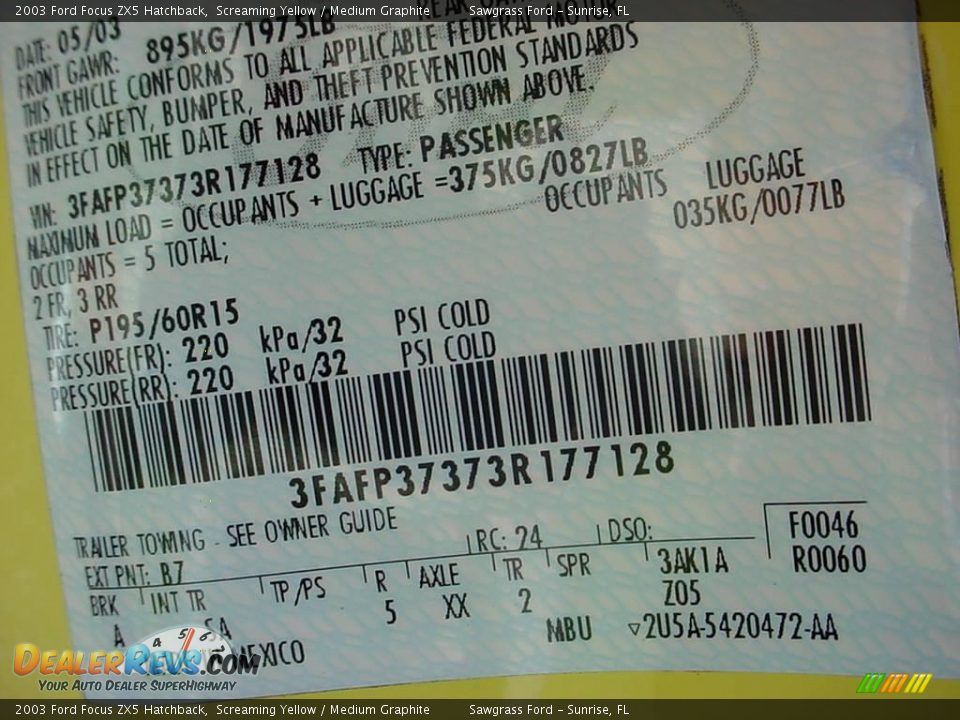 2003 Ford Focus ZX5 Hatchback, Screaming Yellow / Medium Graphite Sawgrass Ford – Sunrise, FL
DATE: 05/03
FRONT GAWR: 895KG/1973LB
THIS VEHICLE CONFORMS TO ALL APPLICABLE FEDERAL MOTOR
VEHICLE SAFETY, BUMPER, AND THEFT PREVENTION STANDARDS
IN EFFECT ON THE DATE OF MANUFACTURE SHOWN ABOVE.
VIN: 3FAFP37373R177128 TYPE: PASSENGER
MAXIMUM LOAD = OCCUPANTS + LUGGAGE =375KG/0827LB
OCCUPANTS = 5 TOTAL; OCCUPANTS LUGGAGE
2 FR, 3 RR 035KG/0077LB
TIRE: P195/60R15
PRESSURE(FR): 220 kPa/32 PSI COLD
PRESSURE(RR): 220 kPa/32 PSI COLD
3FAFP37373R177128
TRAILER TOWING - SEE OWNER GUIDE
EXT PNT: B7 RC: 24 DSO: F0046
BRK INT TR TP/PS R AXLE TR SPR 3AK1A R0060
A SA 5 XX 2 Z05
MEXICO MBU ▽2U5A-5420472-AA
4 5 6
DEALERREVS.COM
YOUR AUTO DEALER SUPERHIGHWAY
2003 Ford Focus ZX5 Hatchback, Screaming Yellow / Medium Graphite Sawgrass Ford – Sunrise, FL